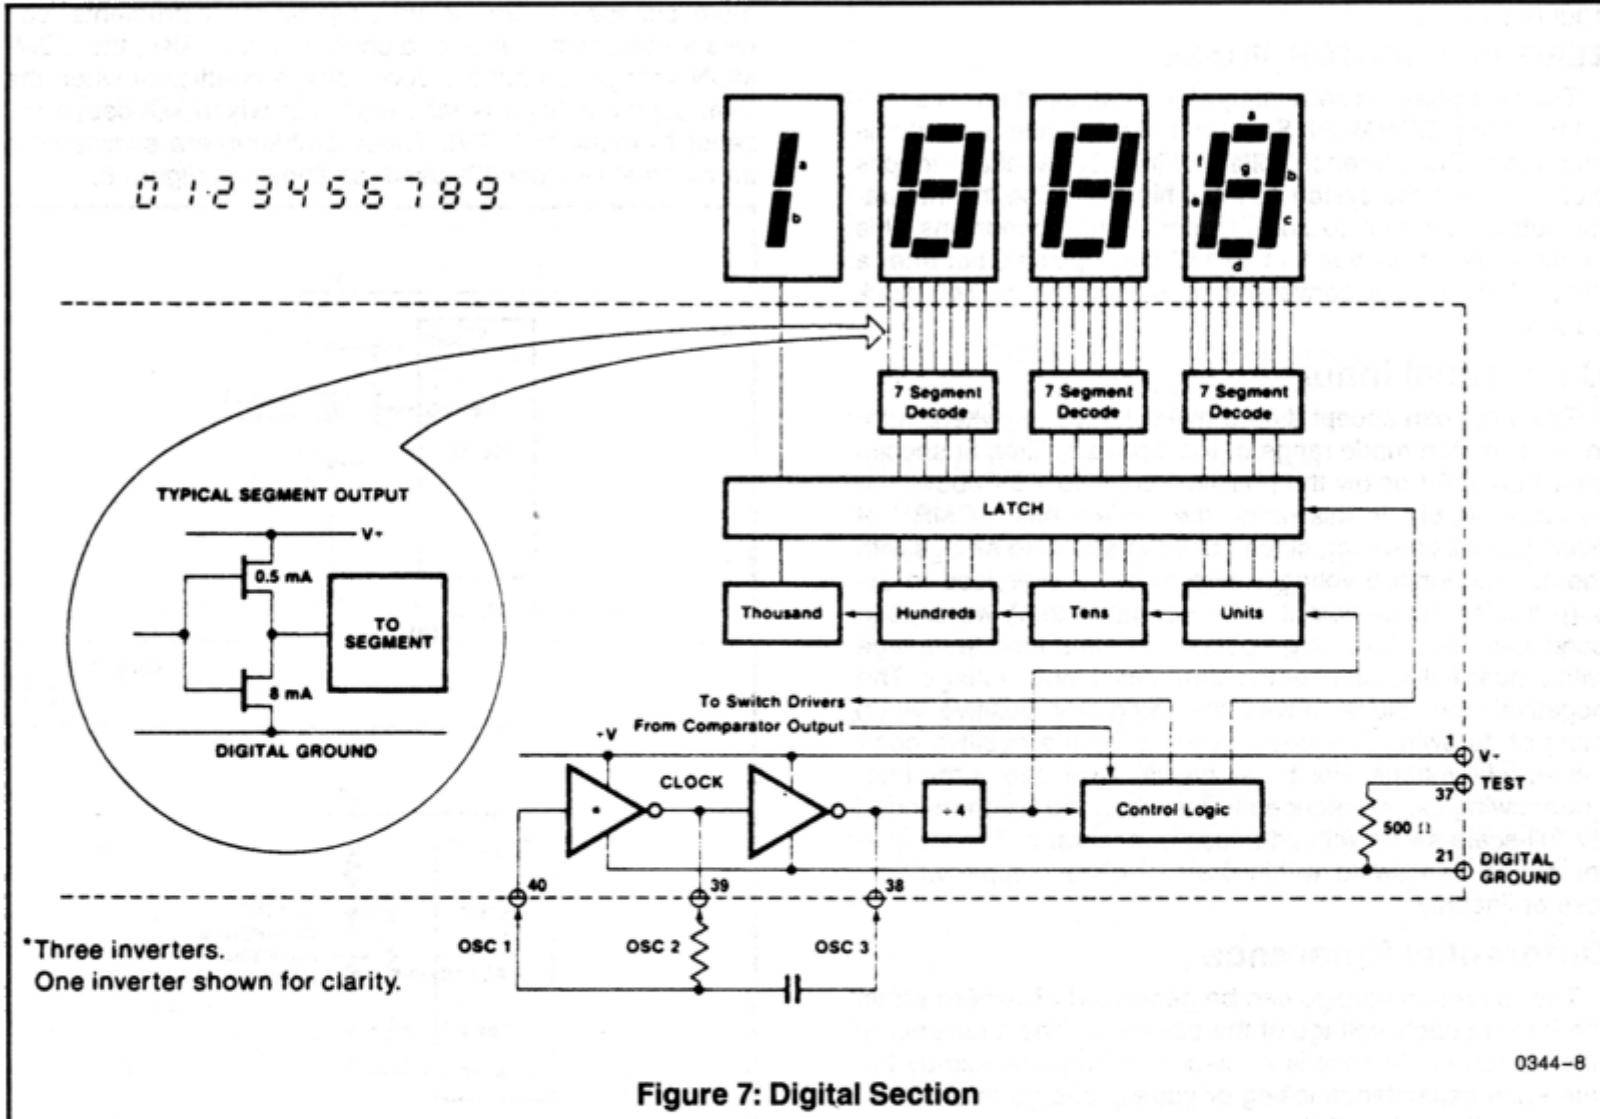 0 1 2 3 4 5 6 7 8 9
a
b
a
f
g
b
e
c
d
7 Segment
Decode
7 Segment
Decode
7 Segment
Decode
TYPICAL SEGMENT OUTPUT
V+
0.5 mA
TO
SEGMENT
8 mA
DIGITAL GROUND
LATCH
Thousand
Hundreds
Tens
Units
To Switch Drivers
From Comparator Output
+V
CLOCK
*
÷4
Control Logic
1
V+
TEST
37
500 Ω
21
DIGITAL
GROUND
40
39
38
OSC 1
OSC 2
OSC 3
*Three inverters.
One inverter shown for clarity.
0344-8
Figure 7: Digital Section